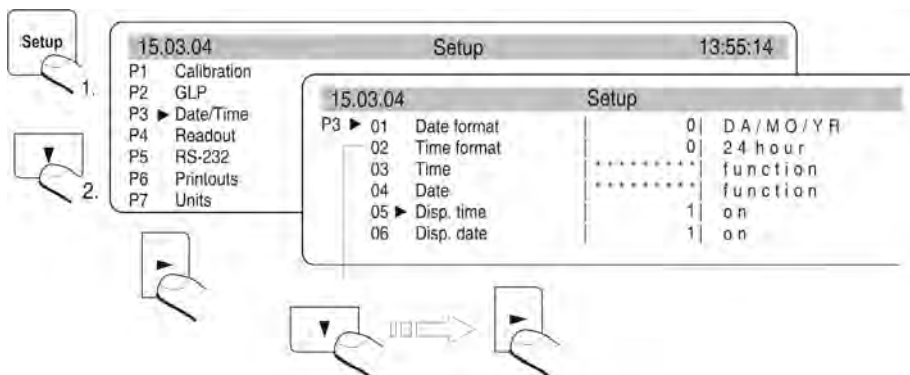 Setup
1.
2.
15.03.04 Setup 13:55:14
P1 Calibration
P2 GLP
P3 ► Date/Time
P4 Readout
P5 RS-232
P6 Printouts
P7 Units
15.03.04 Setup
P3 ► 01 Date format | 0| DA/MO/YR
02 Time format | 0| 24 hour
03 Time |*********| function
04 Date |*********| function
05 ► Disp. time | 1| on
06 Disp. date | 1| on